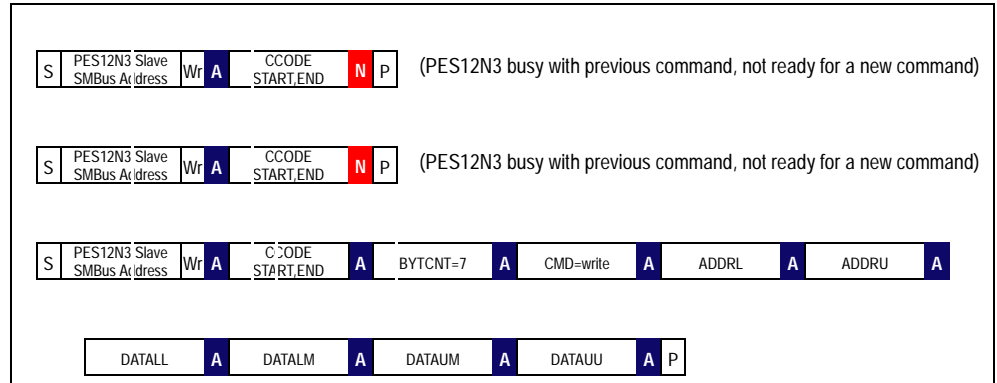 S PES12N3 Slave SMBus Address Wr A CCODE START,END N P (PES12N3 busy with previous command, not ready for a new command)
S PES12N3 Slave SMBus Address Wr A CCODE START,END N P (PES12N3 busy with previous command, not ready for a new command)
S PES12N3 Slave SMBus Address Wr A CCODE START,END A BYTCNT=7 A CMD=write A ADDRL A ADDRU A
DATALL A DATALM A DATAUM A DATAUU A P